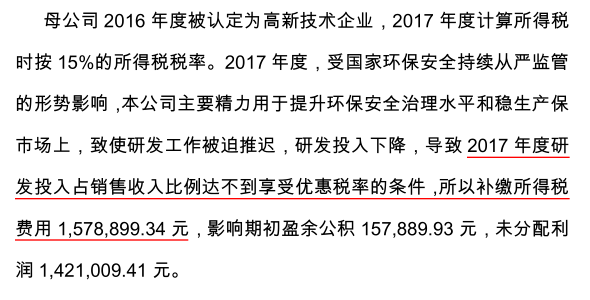 母公司 2016 年度被认定为高新技术企业，2017 年度计算所得税
时按 15%的所得税税率。2017 年度，受国家环保安全持续从严监管
的形势影响，本公司主要精力用于提升环保安全治理水平和稳生产保
市场上，致使研发工作被迫推迟，研发投入下降，导致 2017 年度研
发投入占销售收入比例达不到享受优惠税率的条件，所以补缴所得税
费用 1,578,899.34 元，影响期初盈余公积 157,889.93 元，未分配利
润 1,421,009.41 元。